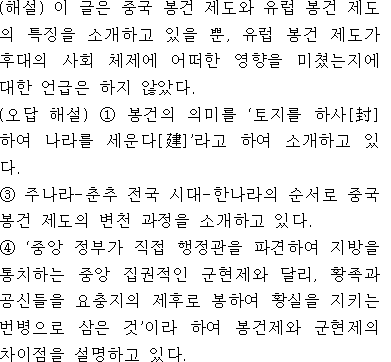 (해설) 이 글은 중국 봉건 제도와 유럽 봉건 제도
의 특징을 소개하고 있을 뿐, 유럽 봉건 제도가
후대의 사회 체제에 어떠한 영향을 미쳤는지에
대한 언급은 하지 않았다.
(오답 해설) ① 봉건의 의미를 ‘토지를 하사[封]
하여 나라를 세운다[建]’라고 하여 소개하고 있
다.
③ 주나라-춘추 전국 시대-한나라의 순서로 중국
봉건 제도의 변천 과정을 소개하고 있다.
④ ‘중앙 정부가 직접 행정관을 파견하여 지방을
통치하는 중앙 집권적인 군현제와 달리, 황족과
공신들을 요충지의 제후로 봉하여 황실을 지키는
번병으로 삼은 것’이라 하여 봉건제와 군현제의
차이점을 설명하고 있다.